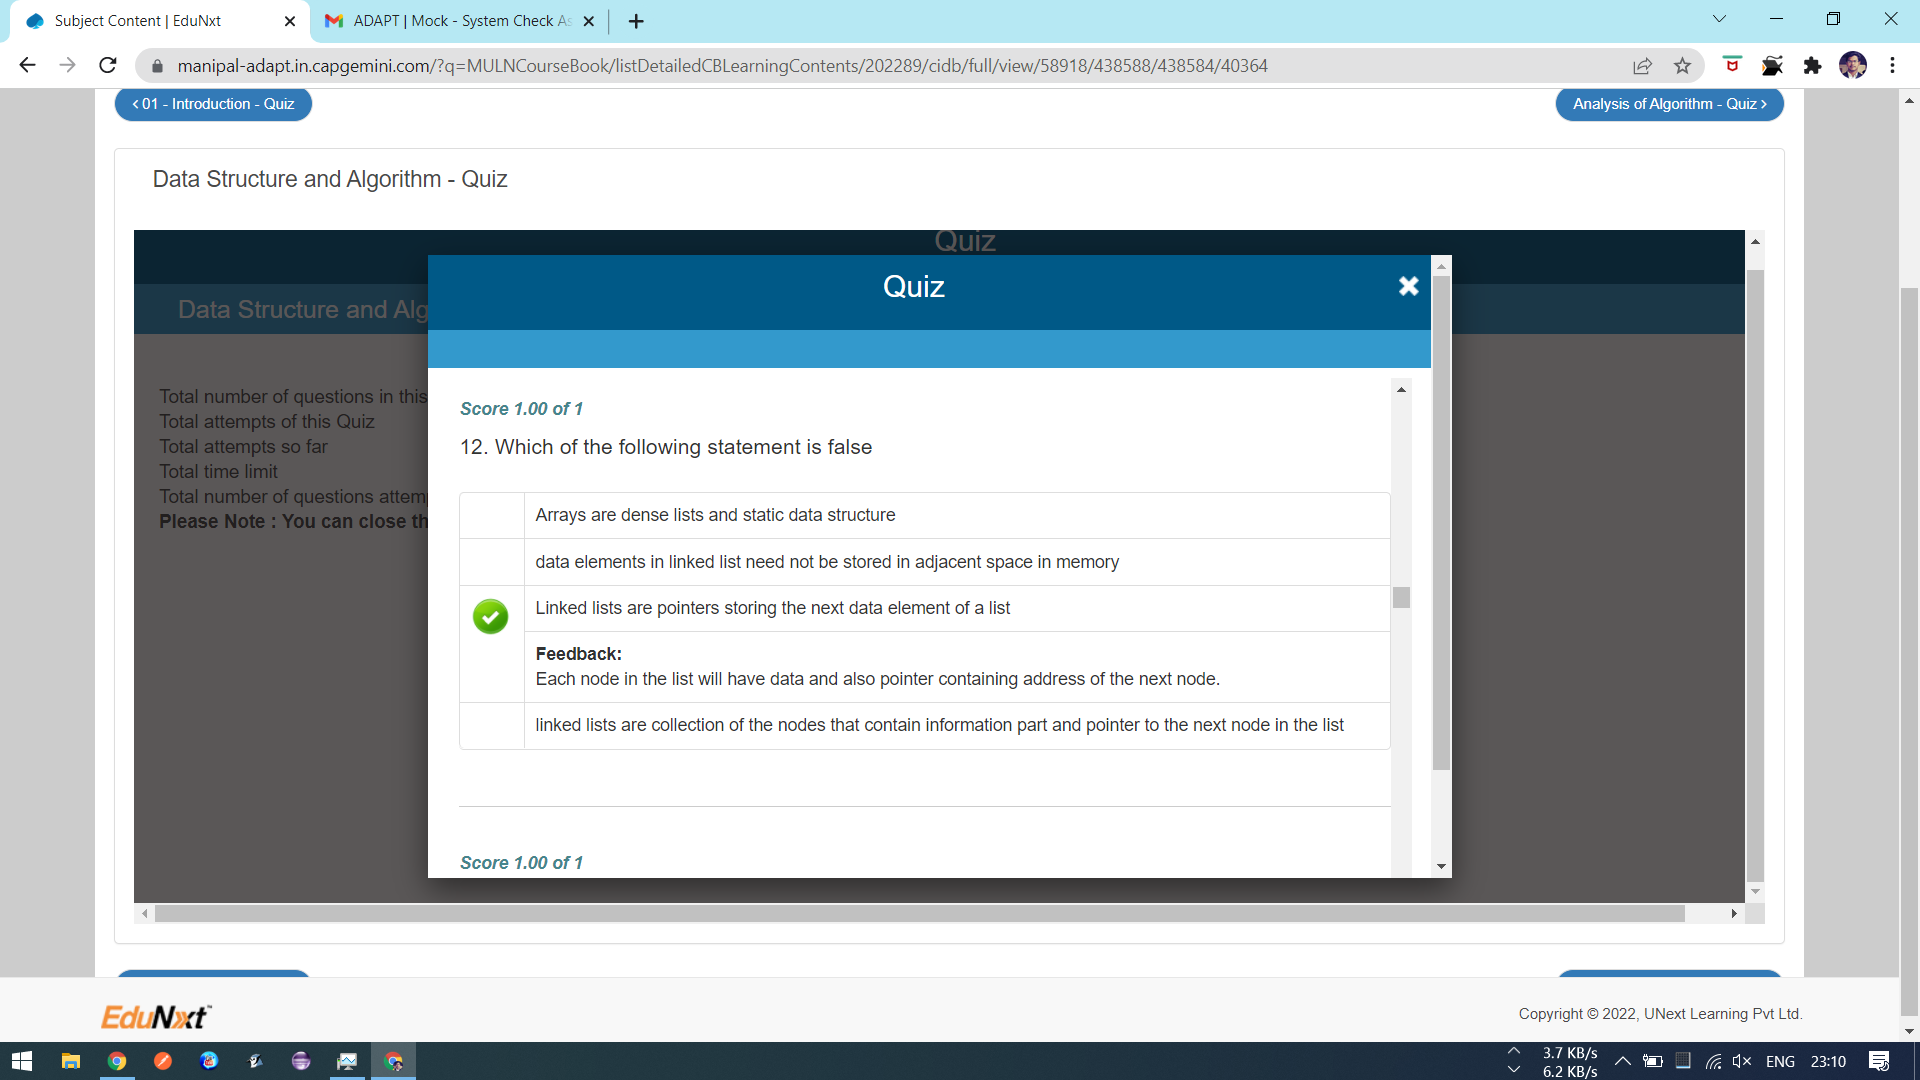 Subject Content | EduNxt
ADAPT | Mock - System Check As
manipal-adapt.in.capgemini.com/?q=MULNCourseBook/listDetailedCBLearningContents/202289/cidb/full/view/58918/438588/438584/40364
01 - Introduction - Quiz
Analysis of Algorithm - Quiz
Data Structure and Algorithm - Quiz
Quiz
Data Structure and Alg
Quiz
Total number of questions in this
Total attempts of this Quiz
Total attempts so far
Total time limit
Total number of questions attem
Please Note : You can close th
Score 1.00 of 1
12. Which of the following statement is false
Arrays are dense lists and static data structure
data elements in linked list need not be stored in adjacent space in memory
Linked lists are pointers storing the next data element of a list
Feedback:
Each node in the list will have data and also pointer containing address of the next node.
linked lists are collection of the nodes that contain information part and pointer to the next node in the list
Score 1.00 of 1
EduNxt™
Copyright © 2022, UNext Learning Pvt Ltd.
3.7 KB/s
6.2 KB/s
ENG
23:10